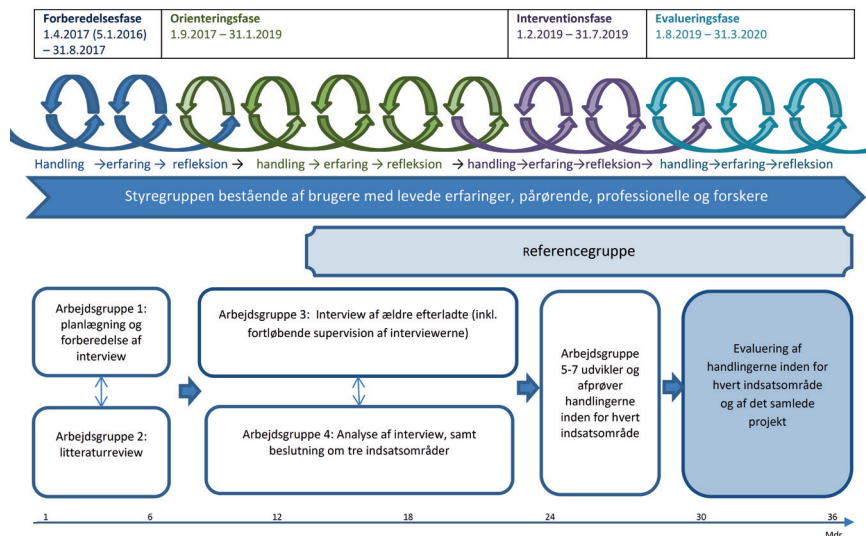 Forberedelsesfase
1.4.2017 (5.1.2016)
– 31.8.2017
Orienteringsfase
1.9.2017 – 31.1.2019
Interventionsfase
1.2.2019 – 31.7.2019
Evalueringsfase
1.8.2019 – 31.3.2020
Handling →erfaring→ refleksion→ handling→ erfaring→ refleksion → handling→erfaring→refleksion→ handling→erfaring→refleksion
Styregruppen bestående af brugere med levede erfaringer, pårørende, professionelle og forskere
Referencegruppe
Arbejdsgruppe 1:
planlægning og
forberedelse af
interview
Arbejdsgruppe 2:
litteraturreview
Arbejdsgruppe 3: Interview af ældre efterladte (inkl.
fortløbende supervision af interviewerne)
Arbejdsgruppe 4: Analyse af interview, samt
beslutning om tre indsatsområder
Arbejdsgruppe
5-7 udvikler og
afprøver
handlingerne
inden for hvert
indsatsområde
Evaluering af
handlingerne inden for
hvert indsatsområde
og af det samlede
projekt
1 6 12 18 24 30 36
Mdr